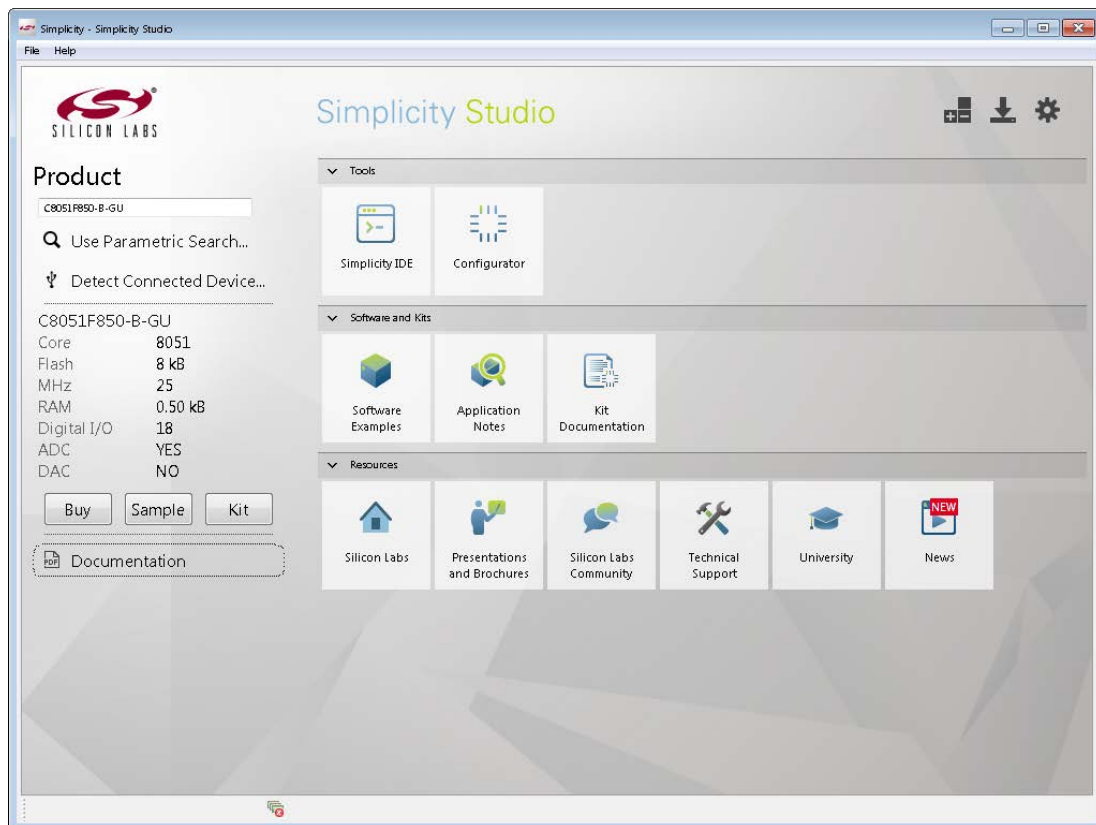 Simplicity - Simplicity Studio
File Help
SILICON LABS
Simplicity Studio
Product
C8051F850-B-GU
Use Parametric Search...
Detect Connected Device...
C8051F850-B-GU
Core 8051
Flash 8 kB
MHz 25
RAM 0.50 kB
Digital I/O 18
ADC YES
DAC NO
Buy Sample Kit
PDF Documentation
Tools
Simplicity IDE
Configurator
Software and Kits
Software
Examples
Application
Notes
Kit
Documentation
Resources
Silicon Labs
Presentations
and Brochures
Silicon Labs
Community
Technical
Support
University
NEW
News